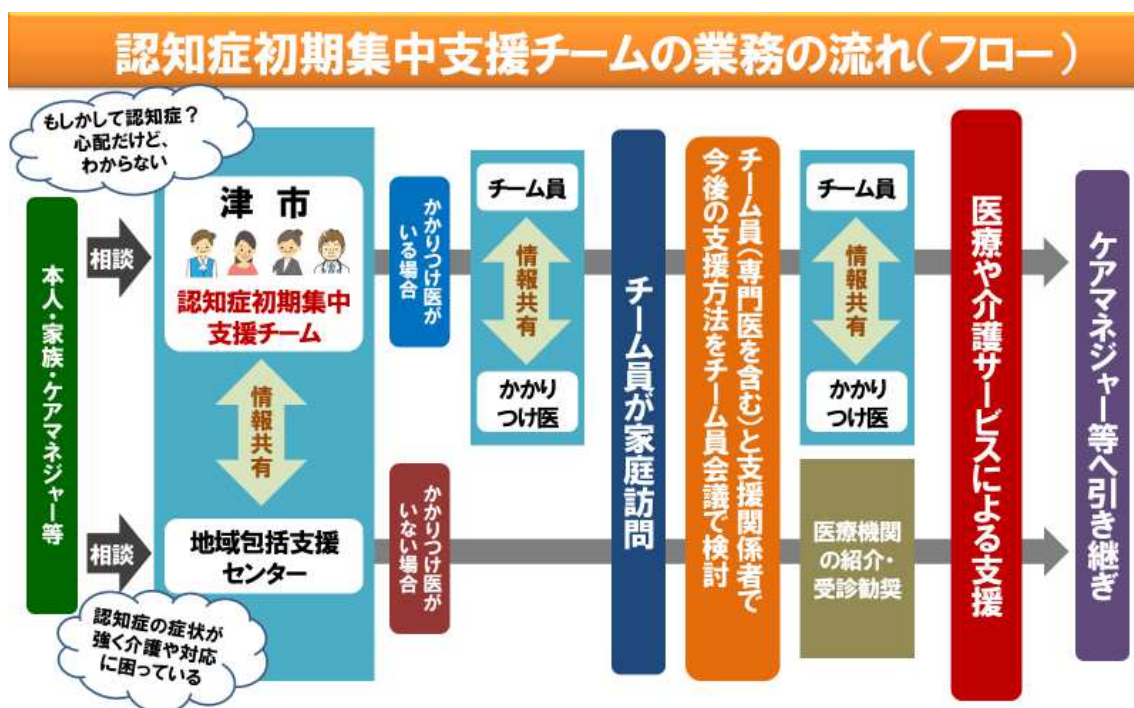 認知症初期集中支援チームの業務の流れ(フロー)
もしかして認知症?
心配だけど、
わからない
本人・家族・ケアマネジャー等
相談
相談
認知症の症状が
強く介護や対応
に困っている
津 市
認知症初期集中
支援チーム
情報共有
地域包括支援
センター
かかりつけ医が
いる場合
かかりつけ医が
いない場合
チーム員
情報共有
かかり
つけ医
チーム員が家庭訪問
チーム員(専門医を含む)と支援関係者で
今後の支援方法をチーム員会議で検討
チーム員
情報共有
かかり
つけ医
医療機関
の紹介・
受診勧奨
医療や介護サービスによる支援
ケアマネジャー等へ引き継ぎ